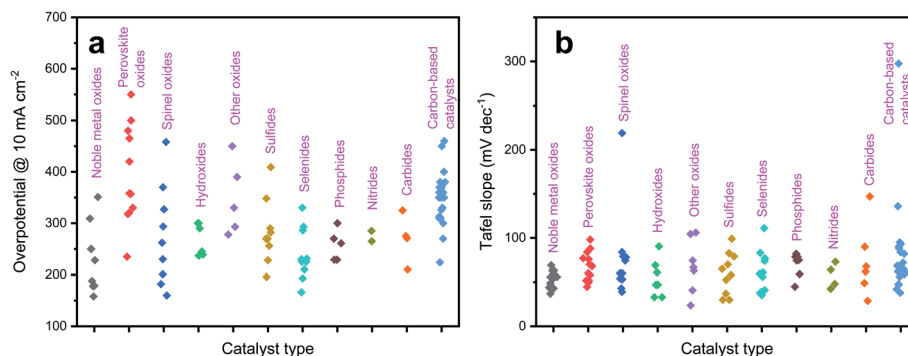 a
700
600
500
400
300
200
100
Overpotential @ 10 mA cm⁻²
Noble metal oxides
Perovskite
oxides
Spinel oxides
Hydroxides
Other oxides
Sulfides
Selenides
Phosphides
Nitrides
Carbides
Carbon-based
catalysts
Catalyst type
b
300
200
100
0
Tafel slope (mV dec⁻¹)
Noble metal oxides
Perovskite oxides
Spinel oxides
Hydroxides
Other oxides
Sulfides
Selenides
Phosphides
Nitrides
Carbides
Carbon-based
catalysts
Catalyst type